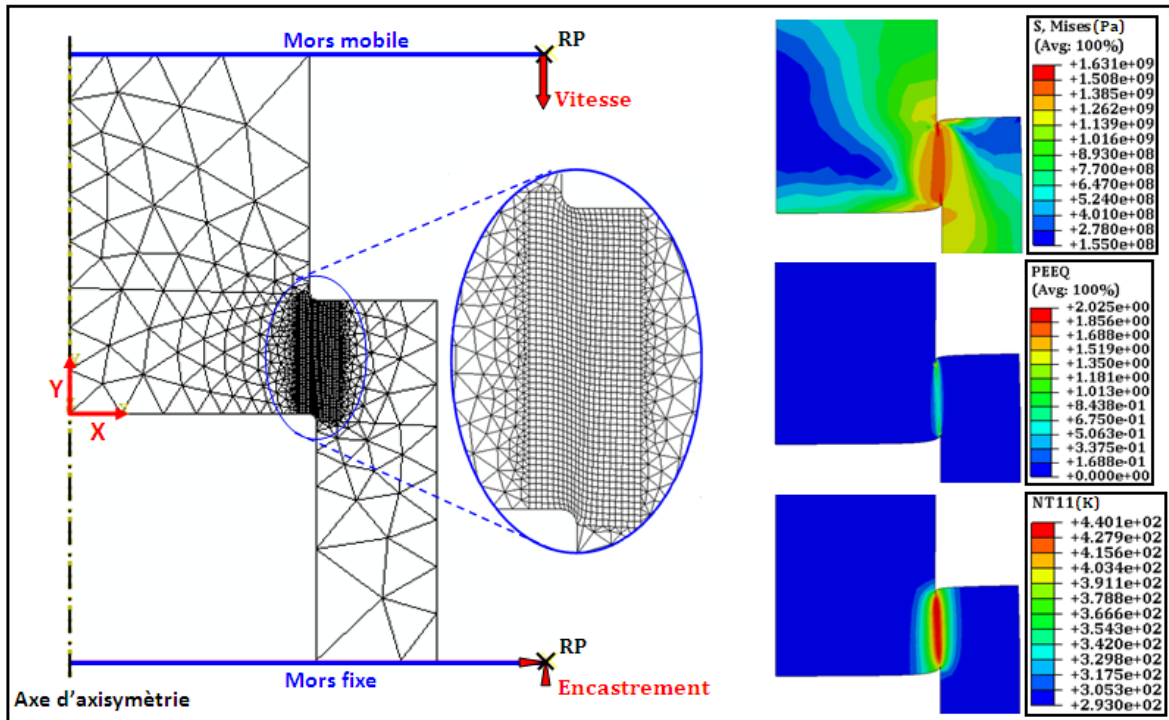 Mors mobile
RP
Vitesse
Y
X
RP
Mors fixe
Encastrement
Axe d'axisymètrie
S, Mises(Pa)
(Avg: 100%)
+1.631e+09
+1.508e+09
+1.385e+09
+1.262e+09
+1.139e+09
+1.016e+09
+8.930e+08
+7.700e+08
+6.470e+08
+5.240e+08
+4.010e+08
+2.780e+08
+1.550e+08
PEEQ
(Avg: 100%)
+2.025e+00
+1.856e+00
+1.688e+00
+1.519e+00
+1.350e+00
+1.181e+00
+1.013e+00
+8.438e-01
+6.750e-01
+5.063e-01
+3.375e-01
+1.688e-01
+0.000e+00
NT11(K)
+4.401e+02
+4.279e+02
+4.156e+02
+4.034e+02
+3.911e+02
+3.788e+02
+3.666e+02
+3.543e+02
+3.420e+02
+3.298e+02
+3.175e+02
+3.053e+02
+2.930e+02